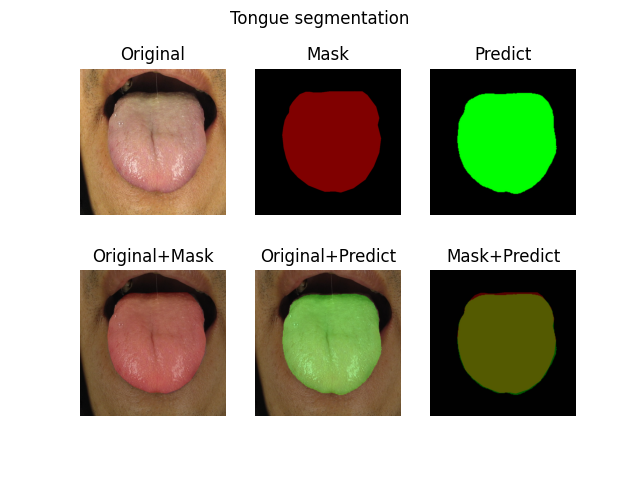 Tongue segmentation
Original
Mask
Predict
Original+Mask
Original+Predict
Mask+Predict